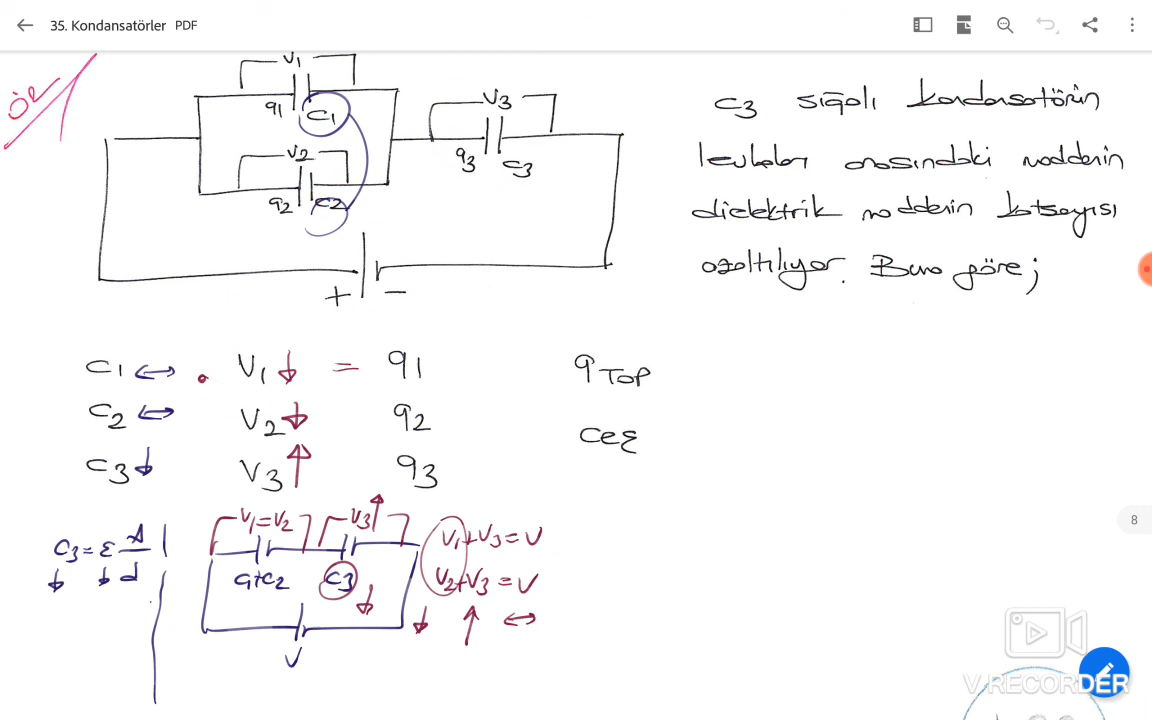 35. Kondansatörler PDF
Ör
V1
q1 C1
V2
q2 C2
V3
q3 C3
+ -
C3 sığalı kondansatörün
levhaları arasındaki maddenin
dielektrik maddenin katsayısı
azaltılıyor. Buna göre;
C1 ↔ . V1 ↓ = q1
C2 ↔ V2 ↓ q2
C3 ↓ V3 ↑ q3
qTOP
Ceş
C3 = ε A/d
↓ ↓
V1=V2 V3 ↑
C1+C2 C3 ↓
V
V1+V3=V
V2+V3=V
↓ ↑ ↔
8
V.RECORDER